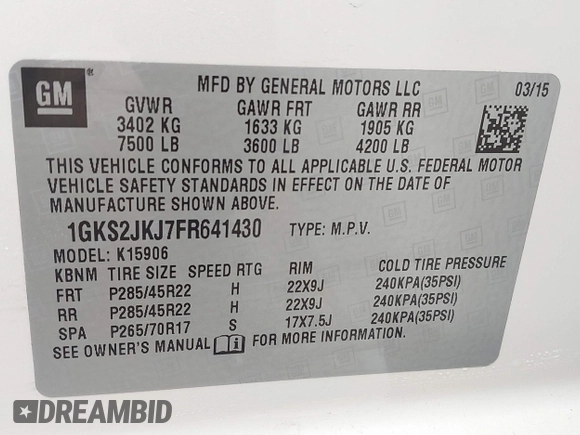 GM ®
MFD BY GENERAL MOTORS LLC 03/15
GVWR GAWR FRT GAWR RR
3402 KG 1633 KG 1905 KG
7500 LB 3600 LB 4200 LB
THIS VEHICLE CONFORMS TO ALL APPLICABLE U.S. FEDERAL MOTOR
VEHICLE SAFETY STANDARDS IN EFFECT ON THE DATE OF
MANUFACTURE SHOWN ABOVE.
1GKS2JKJ7FR641430 TYPE: M.P.V.
MODEL: K15906
KBNM TIRE SIZE SPEED RTG RIM COLD TIRE PRESSURE
FRT P285/45R22 H 22X9J 240KPA(35PSI)
RR P285/45R22 H 22X9J 240KPA(35PSI)
SPA P265/70R17 S 17X7.5J 240KPA(35PSI)
SEE OWNER'S MANUAL FOR MORE INFORMATION.
DREAMBID